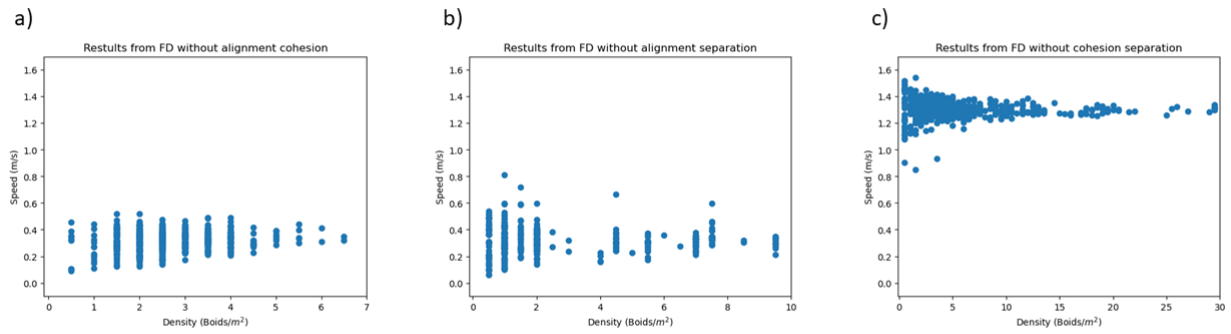 a)
Restults from FD without alignment cohesion
1.6
1.4
1.2
1.0
0.8
0.6
0.4
0.2
0.0
Speed (m/s)
0 1 2 3 4 5 6 7
Density (Boids/m²)
b)
Restults from FD without alignment separation
1.6
1.4
1.2
1.0
0.8
0.6
0.4
0.2
0.0
Speed (m/s)
0 2 4 6 8 10
Density (Boids/m²)
c)
Restults from FD without cohesion separation
1.6
1.4
1.2
1.0
0.8
0.6
0.4
0.2
0.0
Speed (m/s)
0 5 10 15 20 25 30
Density (Boids/m²)